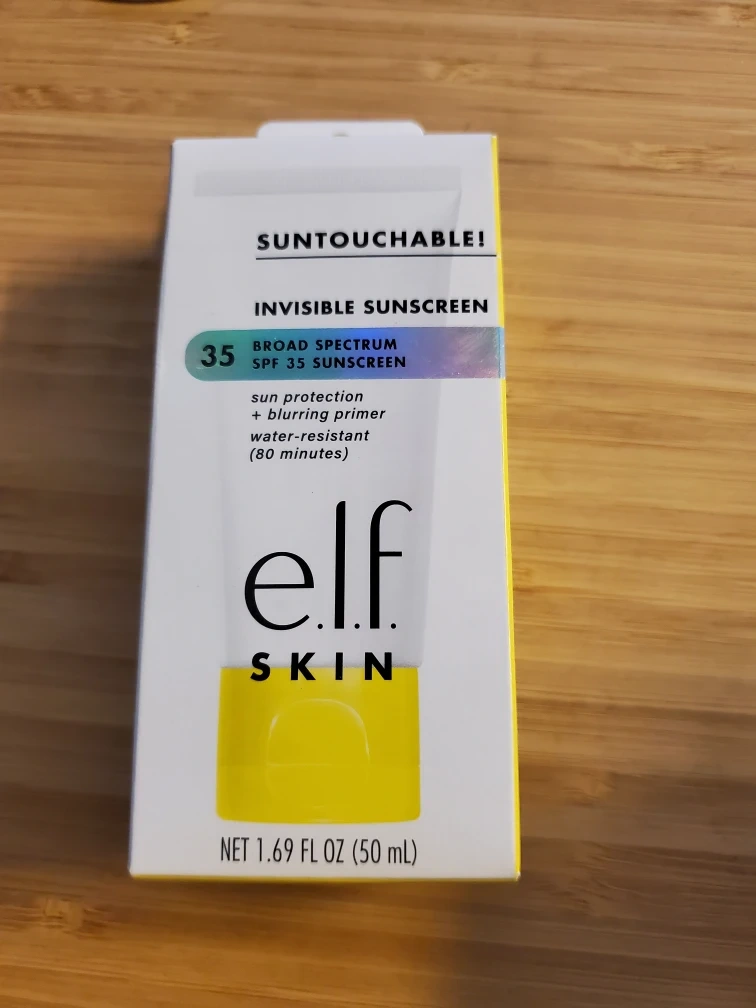 SUNTOUCHABLE!
INVISIBLE SUNSCREEN
35
BROAD SPECTRUM
SPF 35 SUNSCREEN
sun protection
+ blurring primer
water-resistant
(80 minutes)
e.l.f.
SKIN
NET 1.69 FL OZ (50 mL)